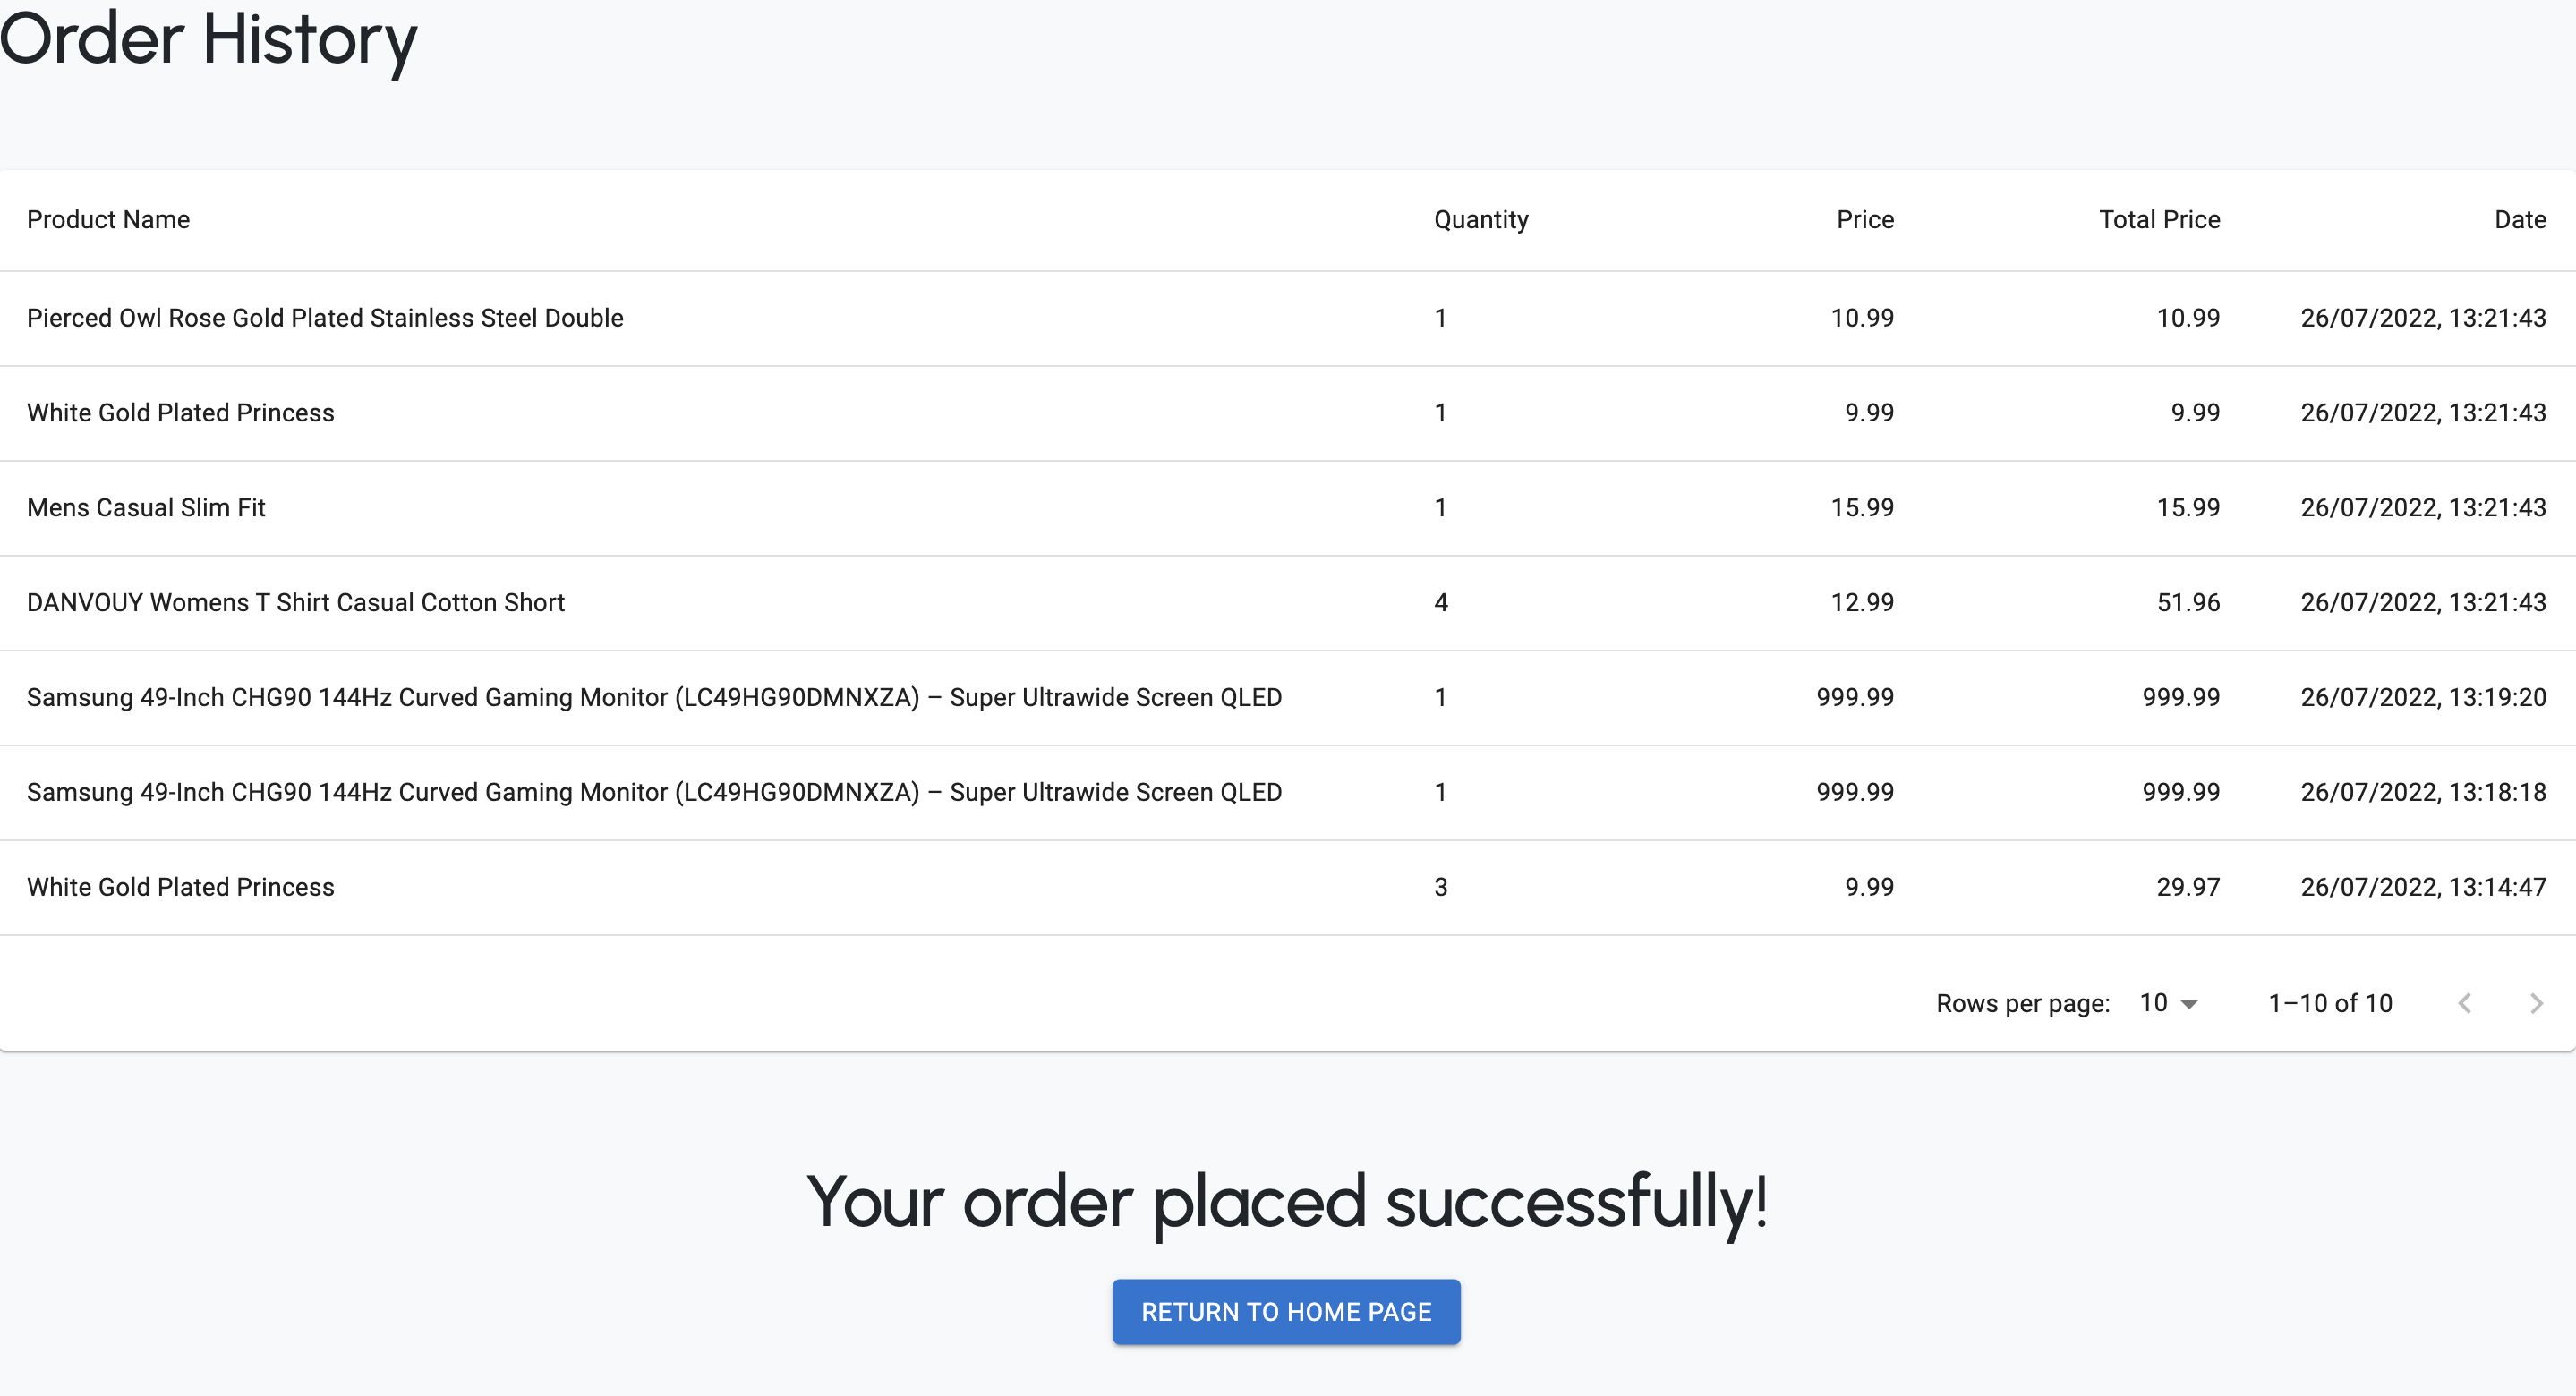 Order History
Product Name Quantity Price Total Price Date
Pierced Owl Rose Gold Plated Stainless Steel Double 1 10.99 10.99 26/07/2022, 13:21:43
White Gold Plated Princess 1 9.99 9.99 26/07/2022, 13:21:43
Mens Casual Slim Fit 1 15.99 15.99 26/07/2022, 13:21:43
DANVOUY Womens T Shirt Casual Cotton Short 4 12.99 51.96 26/07/2022, 13:21:43
Samsung 49-Inch CHG90 144Hz Curved Gaming Monitor (LC49HG90DMNXZA) – Super Ultrawide Screen QLED 1 999.99 999.99 26/07/2022, 13:19:20
Samsung 49-Inch CHG90 144Hz Curved Gaming Monitor (LC49HG90DMNXZA) – Super Ultrawide Screen QLED 1 999.99 999.99 26/07/2022, 13:18:18
White Gold Plated Princess 3 9.99 29.97 26/07/2022, 13:14:47
Rows per page: 10 1–10 of 10
Your order placed successfully!
RETURN TO HOME PAGE